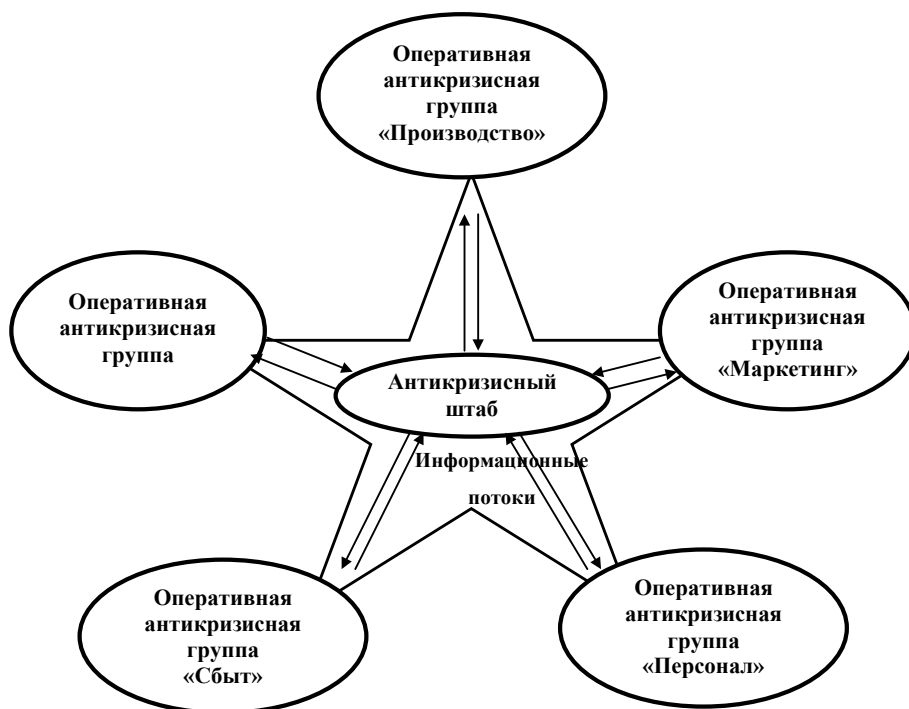 Оперативная
антикризисная
группа
«Производство»
Оперативная
антикризисная
группа
Оперативная
антикризисная
группа
«Маркетинг»
Антикризисный
штаб
Информационные
потоки
Оперативная
антикризисная
группа
«Сбыт»
Оперативная
антикризисная
группа
«Персонал»